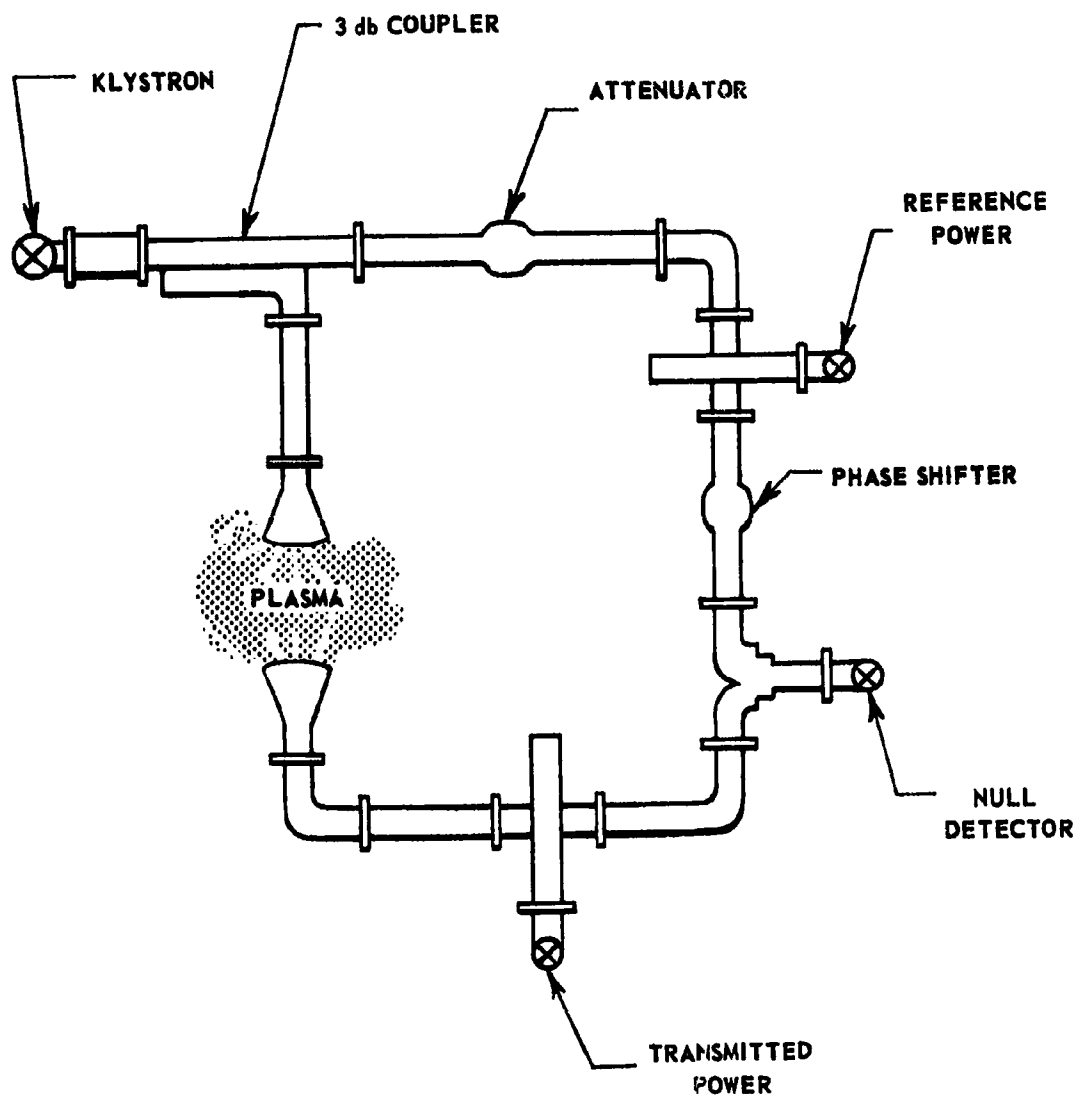 3 db COUPLER
KLYSTRON
ATTENUATOR
REFERENCE
POWER
PHASE SHIFTER
PLASMA
NULL
DETECTOR
TRANSMITTED
POWER